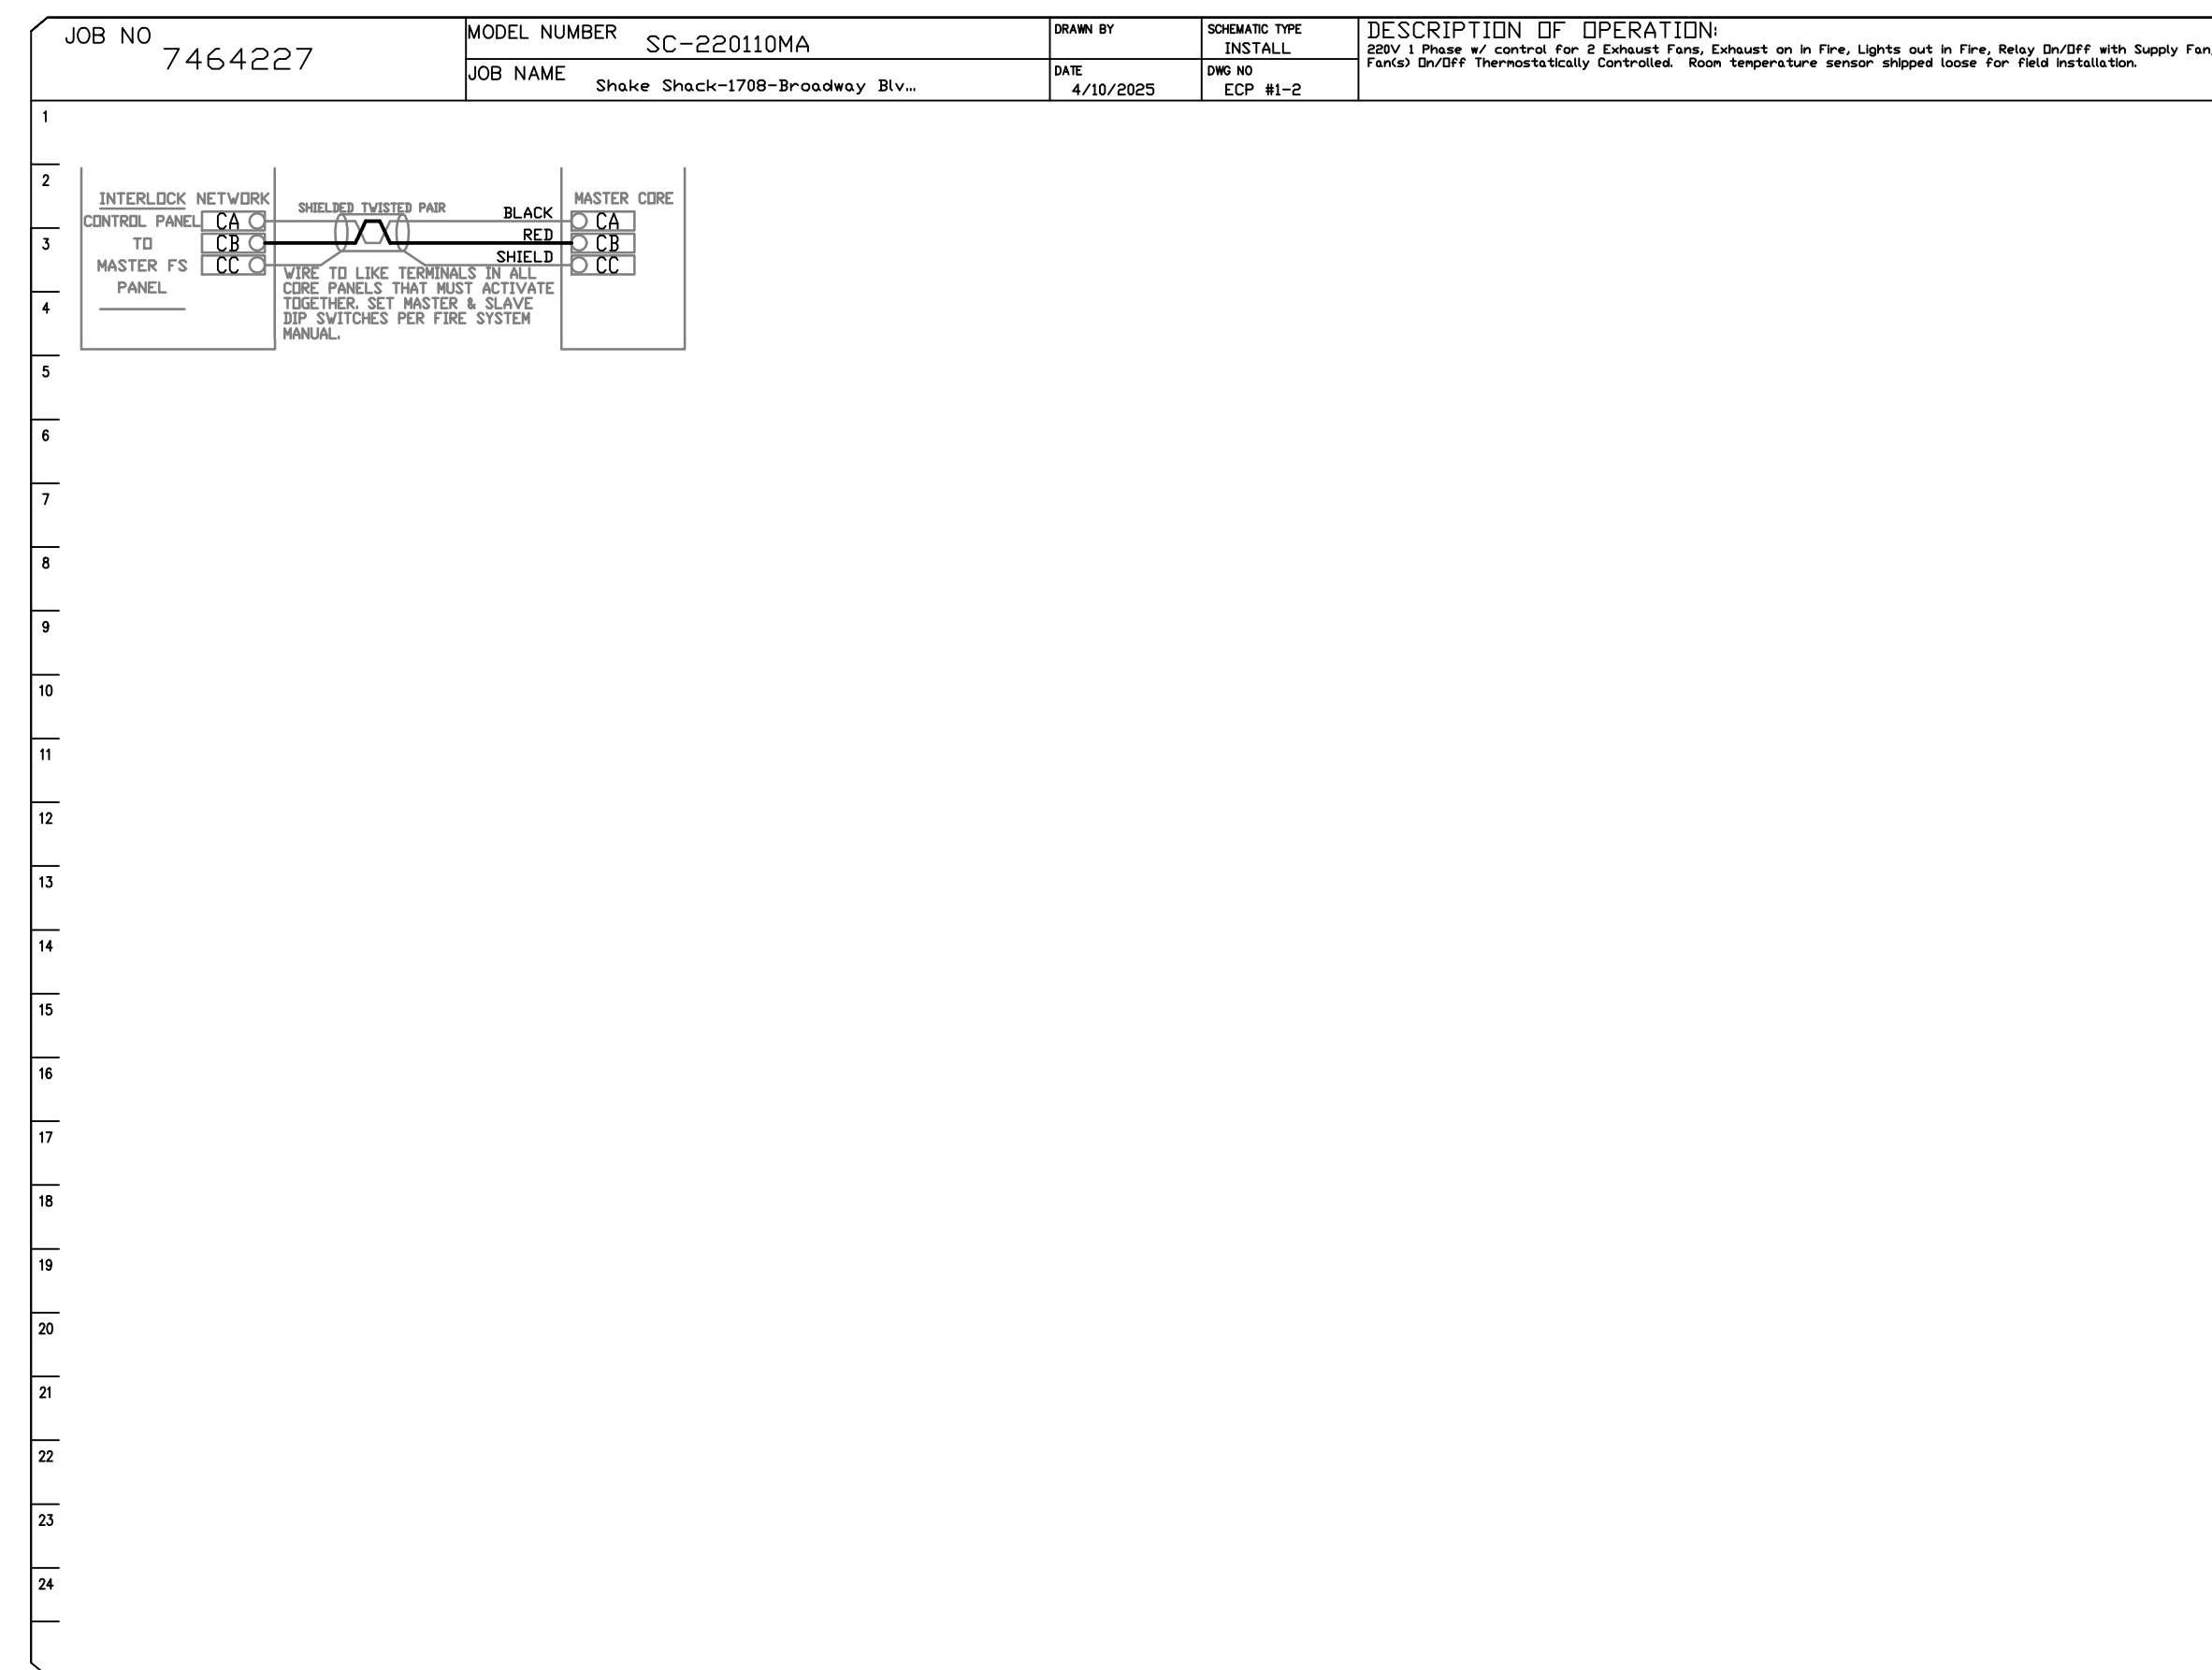 JOB NO
7464227
MODEL NUMBER
SC-220110MA
JOB NAME
Shake Shack-1708-Broadway Blv...
DRAWN BY
DATE
4/10/2025
SCHEMATIC TYPE
INSTALL
DWG NO
ECP #1-2
DESCRIPTION OF OPERATION:
220V 1 Phase w/ control for 2 Exhaust Fans, Exhaust on in Fire, Lights out in Fire, Relay On/Off with Supply Fan,
Fan(s) On/Off Thermostatically Controlled. Room temperature sensor shipped loose for field installation.
1
2
3
4
5
6
7
8
9
10
11
12
13
14
15
16
17
18
19
20
21
22
23
24
INTERLOCK NETWORK
CONTROL PANEL
TO
MASTER FS
PANEL
CA
CB
CC
SHIELDED TWISTED PAIR
BLACK
RED
SHIELD
WIRE TO LIKE TERMINALS IN ALL
CORE PANELS THAT MUST ACTIVATE
TOGETHER. SET MASTER & SLAVE
DIP SWITCHES PER FIRE SYSTEM
MANUAL.
MASTER CORE
CA
CB
CC